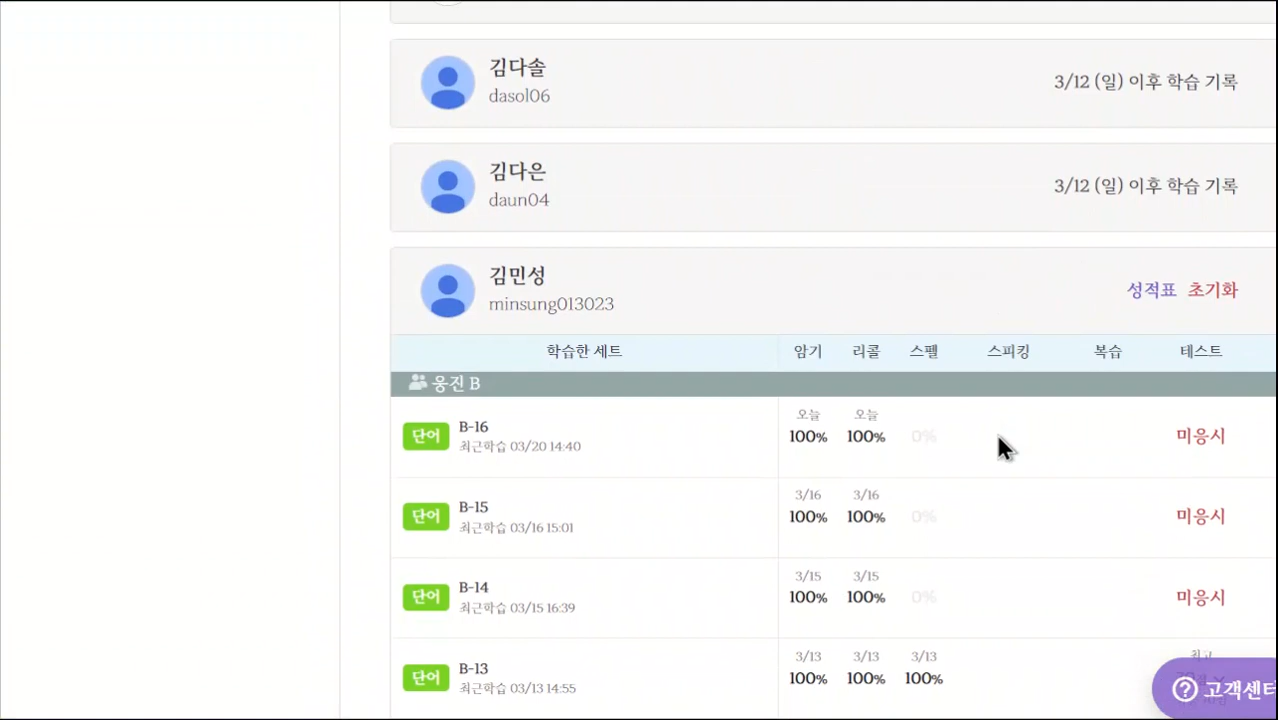 김다솔
dasol06
3/12 (일) 이후 학습 기록
김다은
daun04
3/12 (일) 이후 학습 기록
김민성
minsung013023
성적표 초기화
학습한 세트 암기 리콜 스펠 스피킹 복습 테스트
웅진 B
단어 B-16 최근학습 03/20 14:40
오늘 오늘
100% 100% 0% 미응시
단어 B-15 최근학습 03/16 15:01
3/16 3/16
100% 100% 0% 미응시
단어 B-14 최근학습 03/15 16:39
3/15 3/15
100% 100% 0% 미응시
단어 B-13 최근학습 03/13 14:55
3/13 3/13 3/13 최고
100% 100% 100%
고객센터